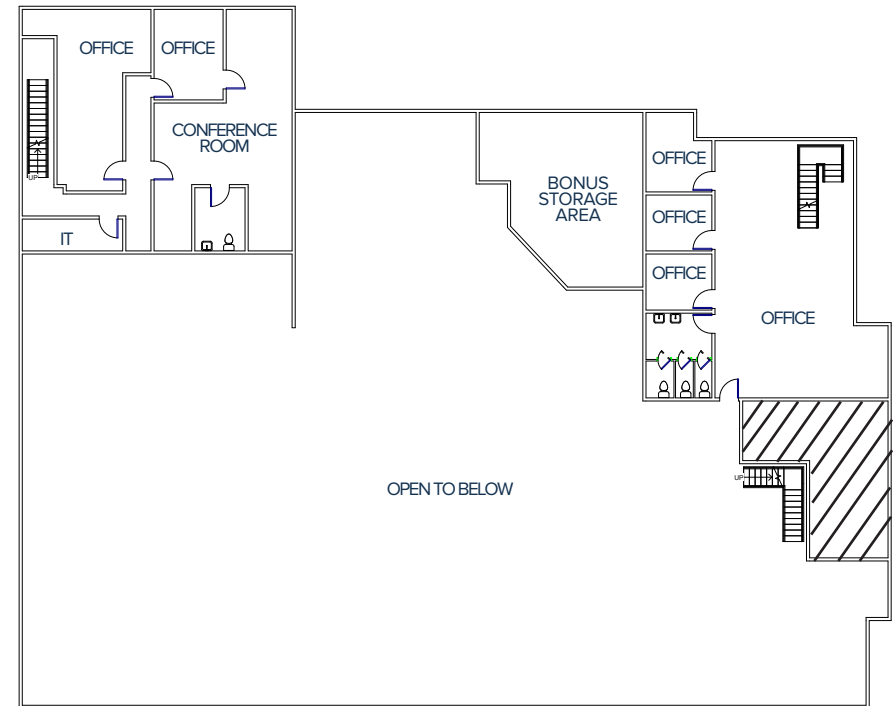 OFFICE
OFFICE
CONFERENCE
ROOM
UP
IT
BONUS
STORAGE
AREA
OFFICE
OFFICE
OFFICE
OFFICE
OPEN TO BELOW
UP